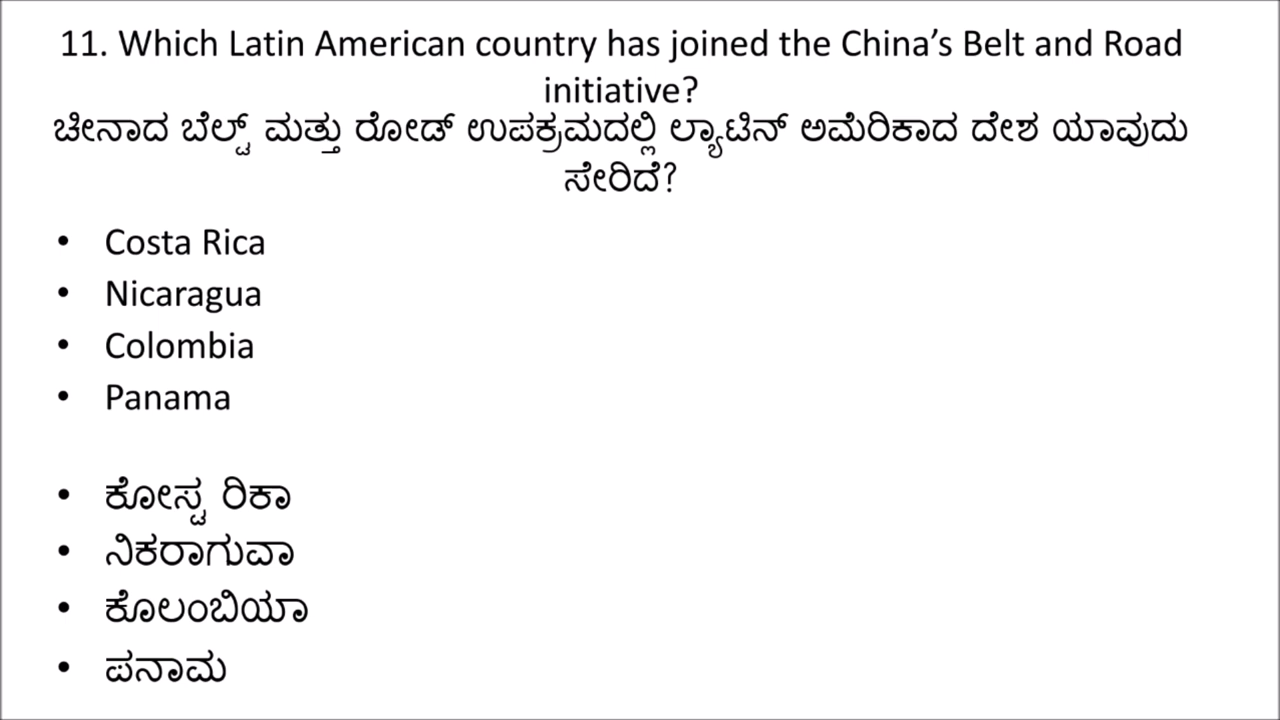 11. Which Latin American country has joined the China’s Belt and Road
initiative?
ಚೀನಾದ ಬೆಲ್ಟ್ ಮತ್ತು ರೋಡ್ ಉಪಕ್ರಮದಲ್ಲಿ ಲ್ಯಾಟಿನ್ ಅಮೆರಿಕಾದ ದೇಶ ಯಾವುದು
ಸೇರಿದೆ?
• Costa Rica
• Nicaragua
• Colombia
• Panama
• ಕೋಸ್ಟ ರಿಕಾ
• ನಿಕರಾಗುವಾ
• ಕೊಲಂಬಿಯಾ
• ಪನಾಮ